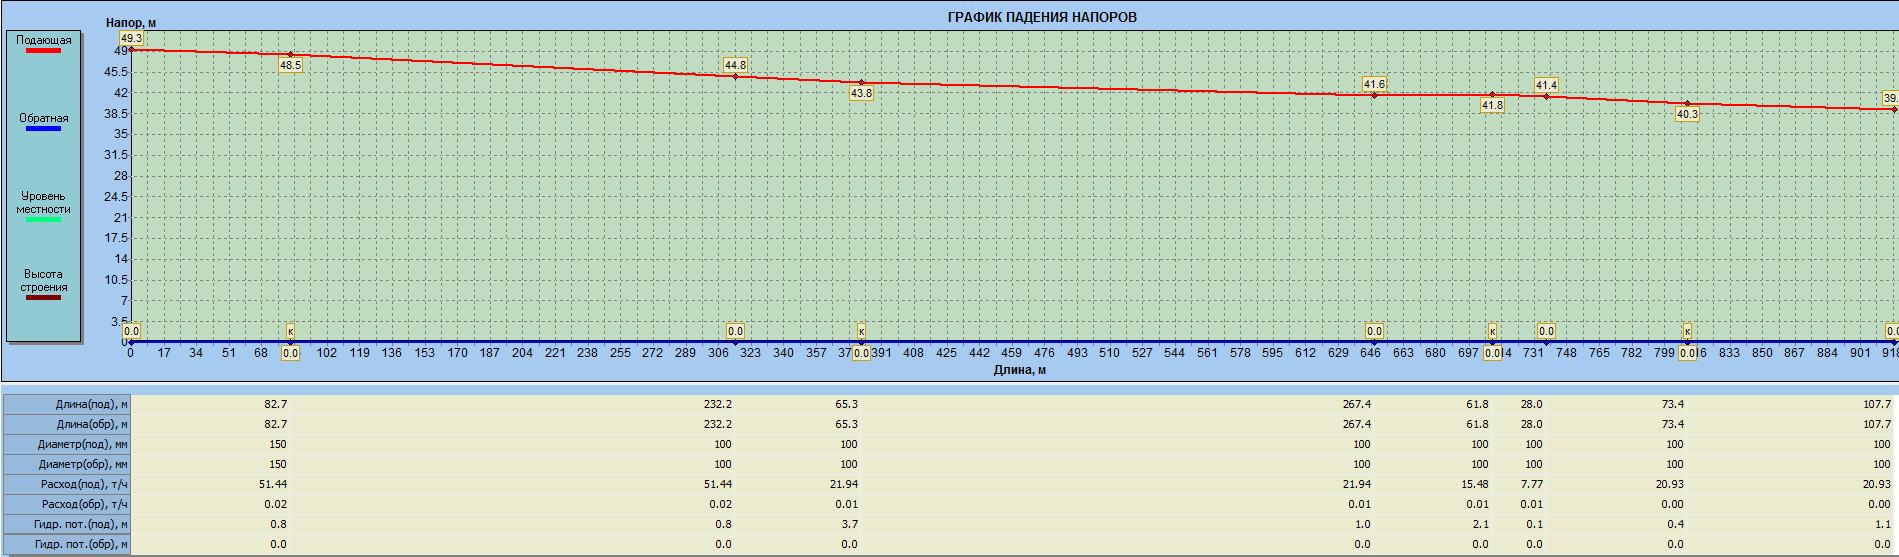 ГРАФИК ПАДЕНИЯ НАПОРОВ
Напор, м
Подающая
Обратная
Уровень
местности
Высота
строения
49.3 48.5 44.8 43.8 41.6 41.8 41.4 40.3 39.
49
45.5
42
38.5
35
31.5
28
24.5
21
17.5
14
10.5
7
3.5
0
0.0 к 0.0 к 0.0 к 0.0 к 0.0
0 17 34 51 68 0.0 102 119 136 153 170 187 204 221 238 255 272 289 306 323 340 357 37 0.0 391 408 425 442 459 476 493 510 527 544 561 578 595 612 629 646 663 680 697 0.0 14 731 748 765 782 799 0.0 6 833 850 867 884 901 918
Длина, м
Длина(под), м 82.7 232.2 65.3 267.4 61.8 28.0 73.4 107.7
Длина(обр), м 82.7 232.2 65.3 267.4 61.8 28.0 73.4 107.7
Диаметр(под), мм 150 100 100 100 100 100 100 100
Диаметр(обр), мм 150 100 100 100 100 100 100 100
Расход(под), т/ч 51.44 51.44 21.94 21.94 15.48 7.77 20.93 20.93
Расход(обр), т/ч 0.02 0.02 0.01 0.01 0.01 0.01 0.00 0.00
Гидр. пот.(под), м 0.8 0.8 3.7 1.0 2.1 0.1 0.4 1.1
Гидр. пот.(обр), м 0.0 0.0 0.0 0.0 0.0 0.0 0.0 0.0